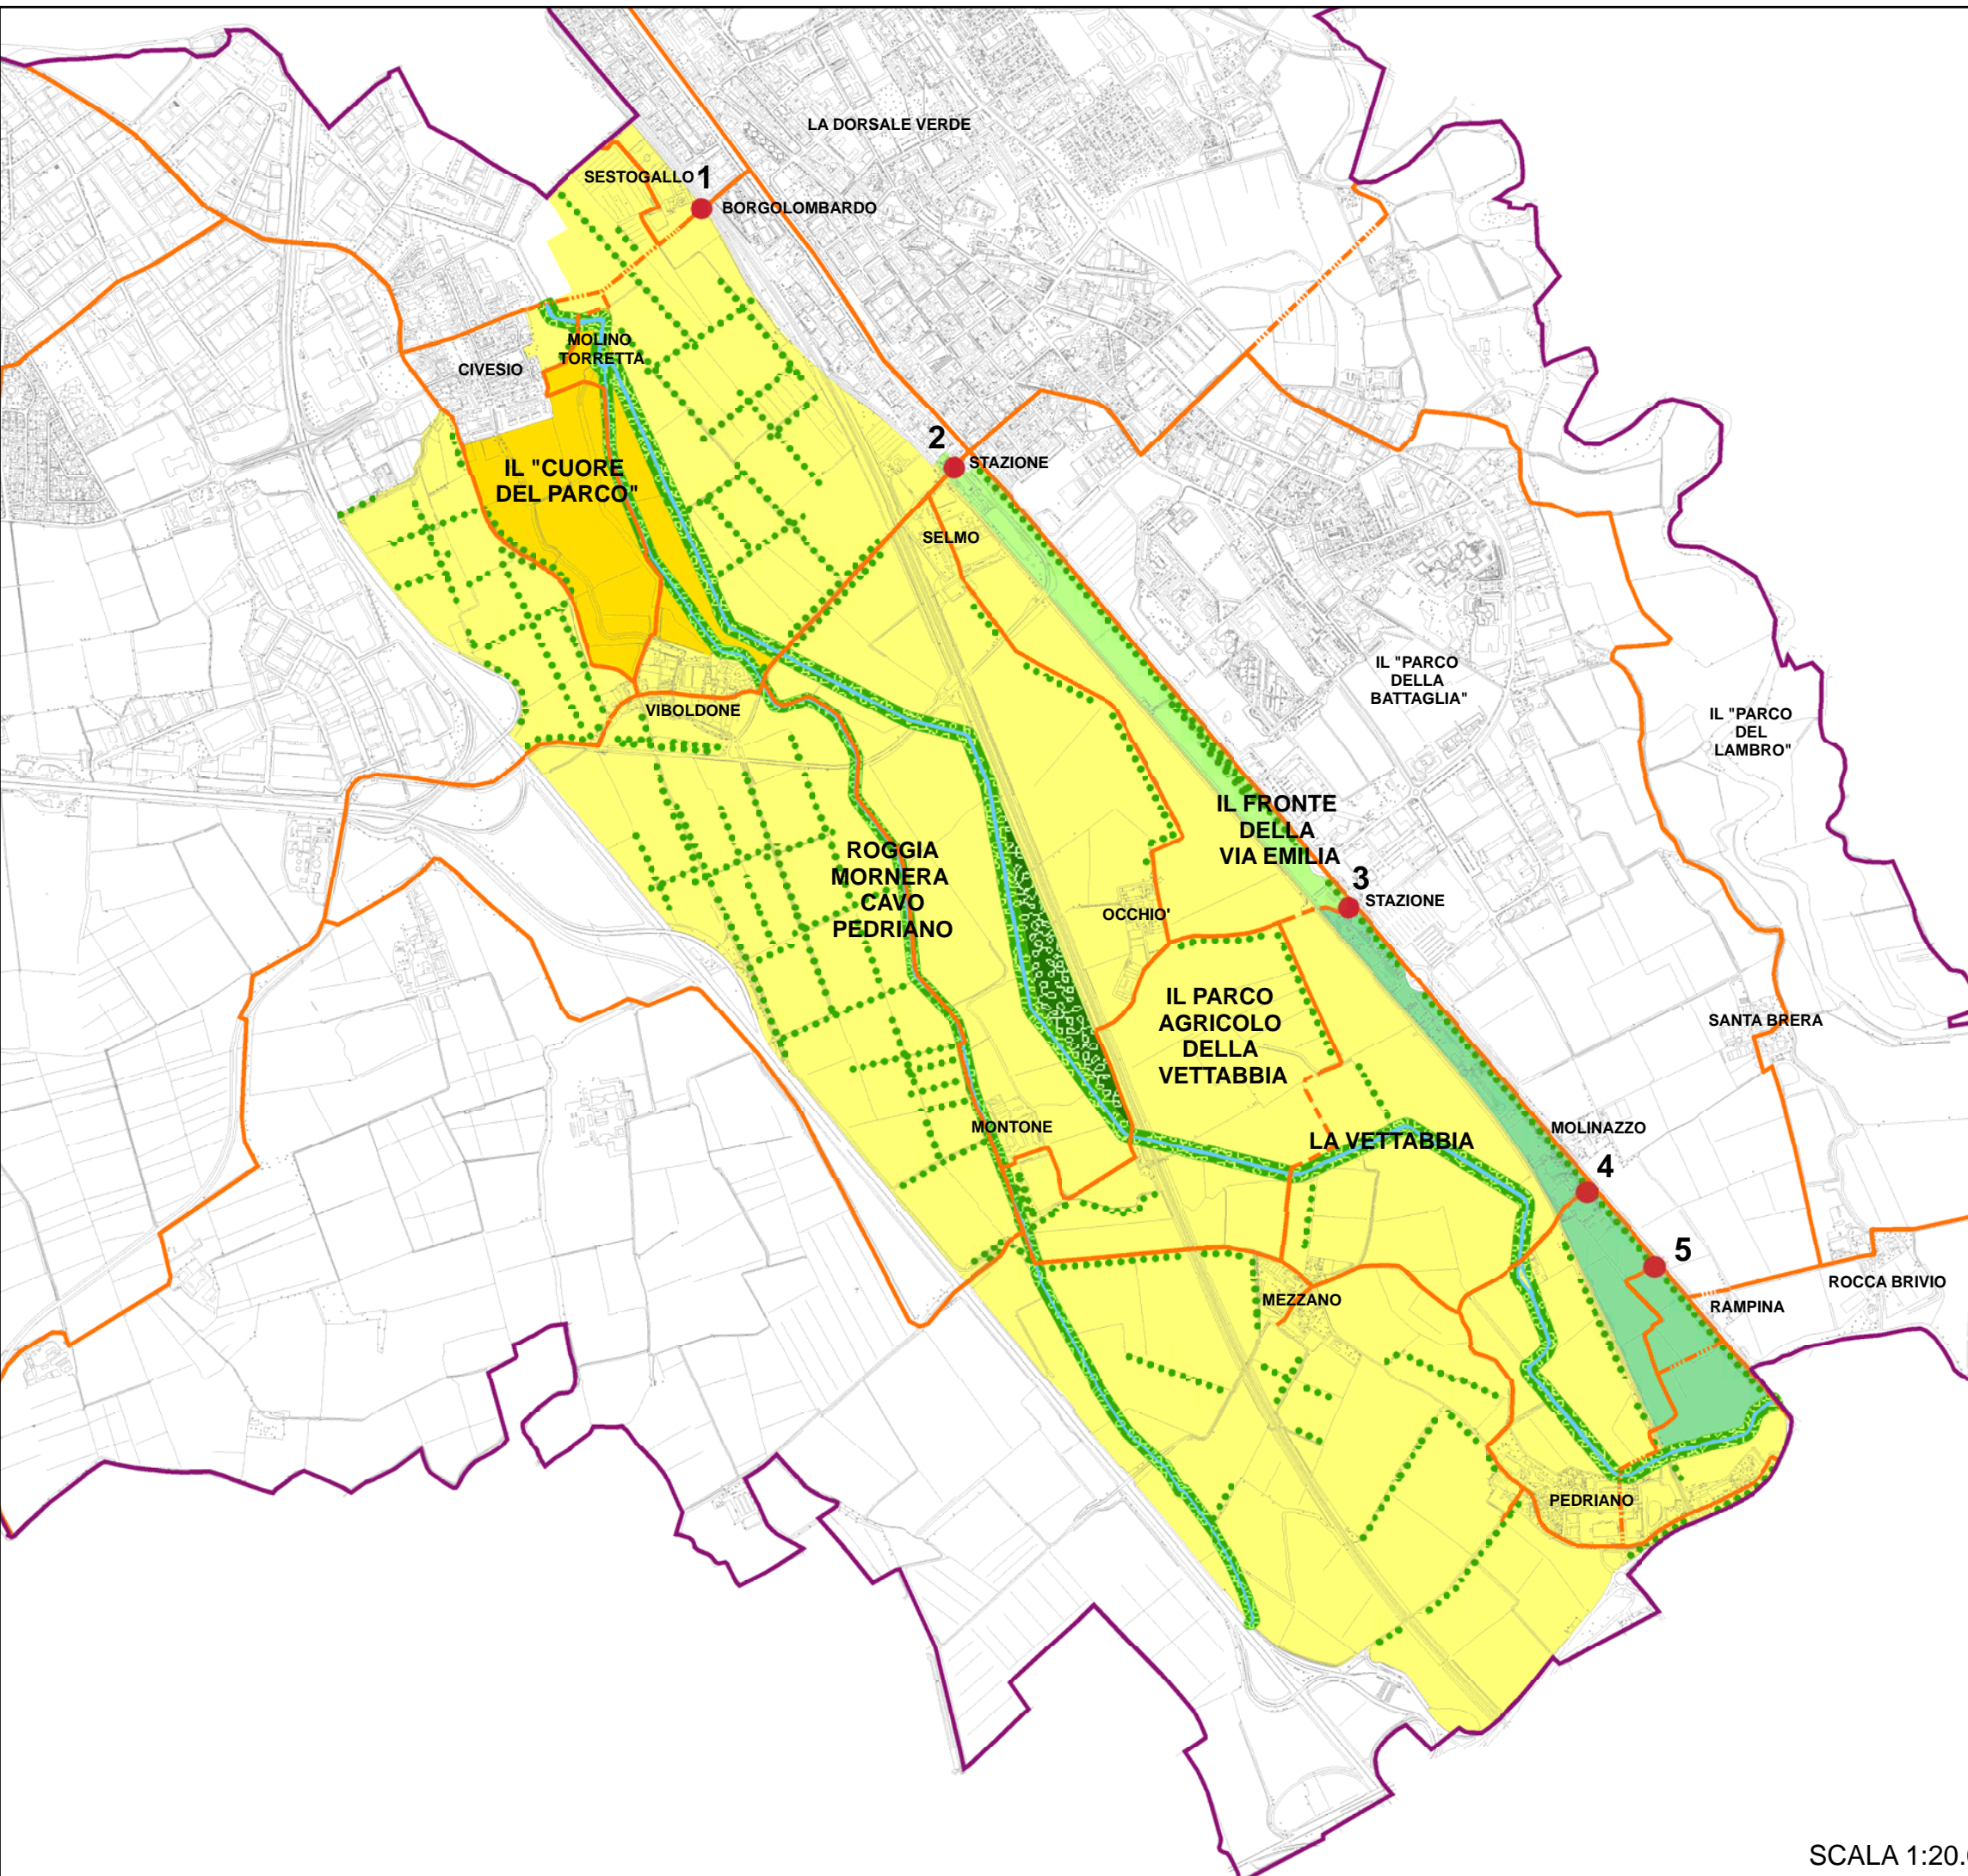 LA DORSALE VERDE
SESTOGALLO
1
BORGOLOMBARDO
MOLINO
TORRETTA
CIVESIO
2
STAZIONE
IL "CUORE
DEL PARCO"
SELMO
IL "PARCO
DELLA
BATTAGLIA"
VIBOLDONE
IL "PARCO
DEL
LAMBRO"
IL FRONTE
DELLA
VIA EMILIA
ROGGIA
MORNERA
CAVO
PEDRIANO
3
STAZIONE
OCCHIO'
IL PARCO
AGRICOLO
DELLA
VETTABBIA
SANTA BRERA
MONTONE
LA VETTABBIA
MOLINAZZO
4
5
MEZZANO
ROCCA BRIVIO
RAMPINA
PEDRIANO
SCALA 1:20.